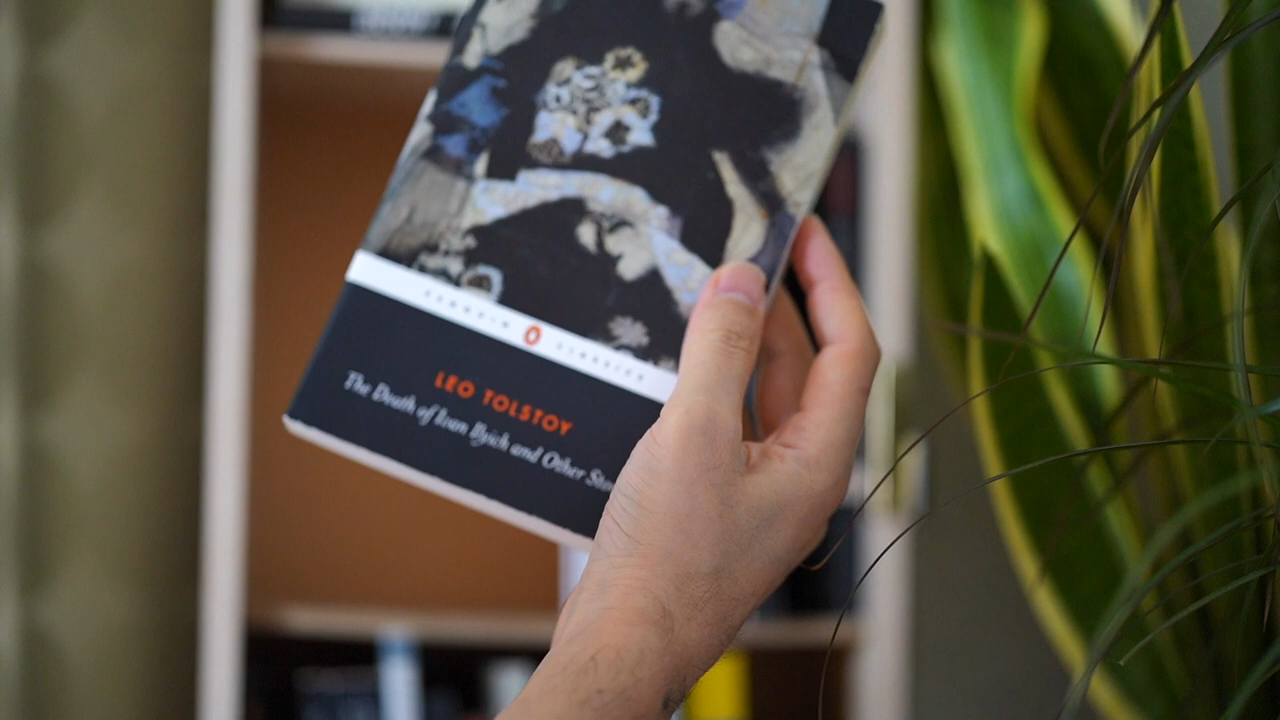 PENGUIN CLASSICS
LEO TOLSTOY
The Death of Ivan Ilyich and Other